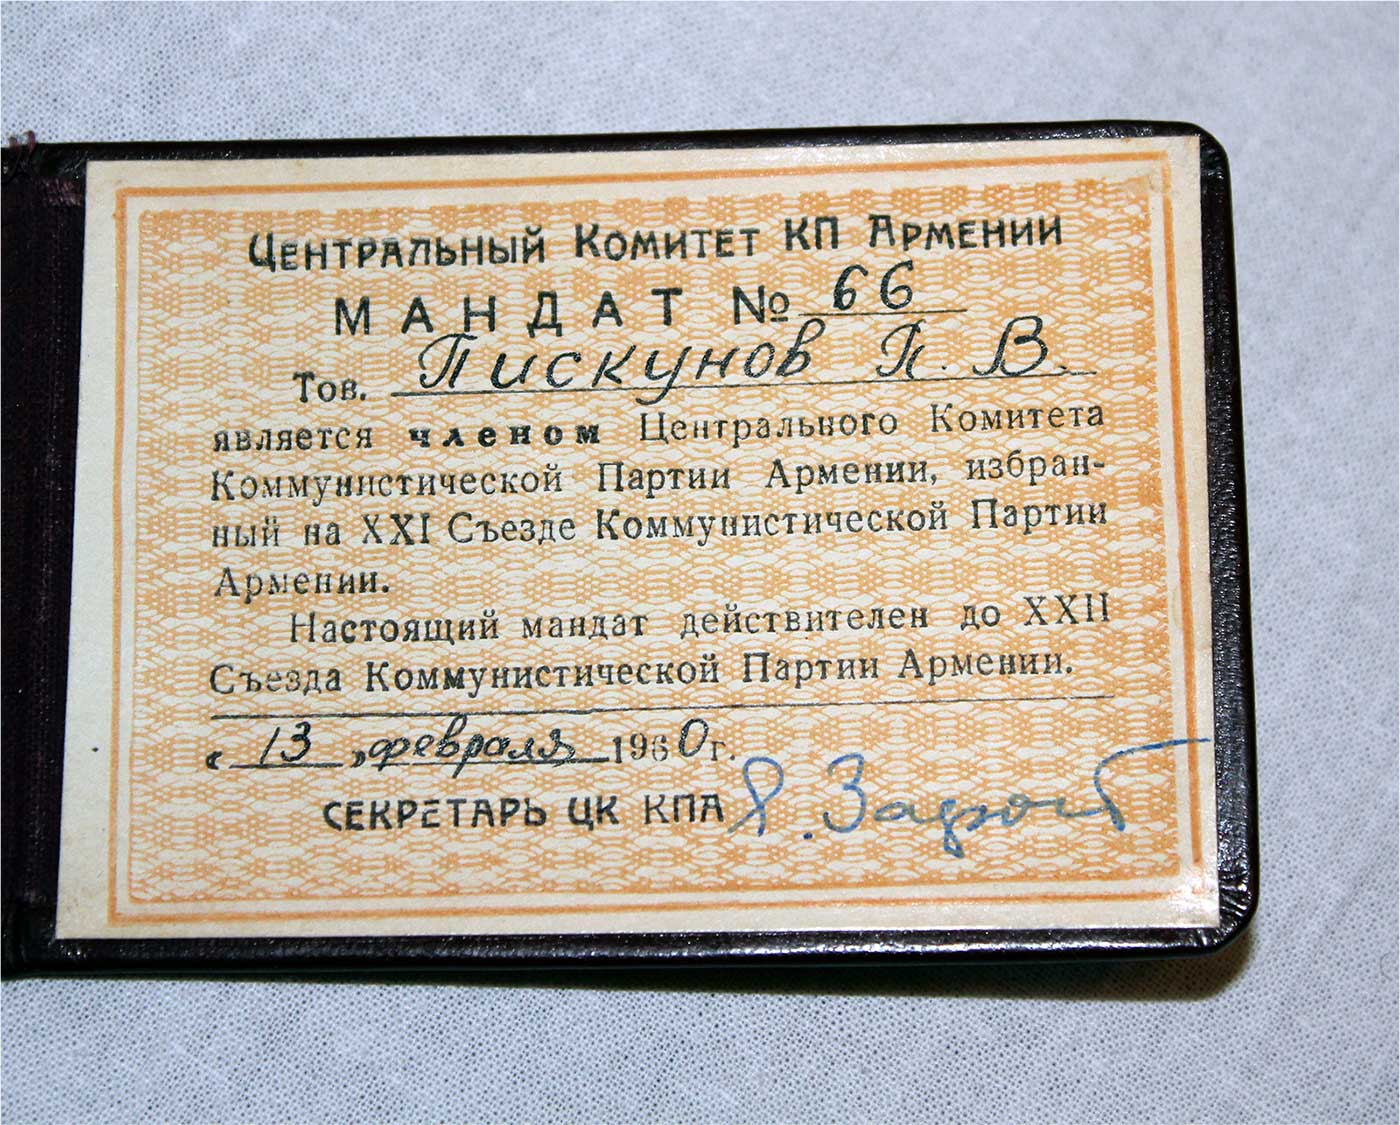 Центральный Комитет КП Армении
МАНДАТ № 66
Тов. Пискунов П. В.
является членом Центрального Комитета
Коммунистической Партии Армении, избран-
ный на XXI Съезде Коммунистической Партии
Армении.
Настоящий мандат действителен до XXII
Съезда Коммунистической Партии Армении.
« 13 „ февраля 1960 г.
СЕКРЕТАРЬ ЦК КПА